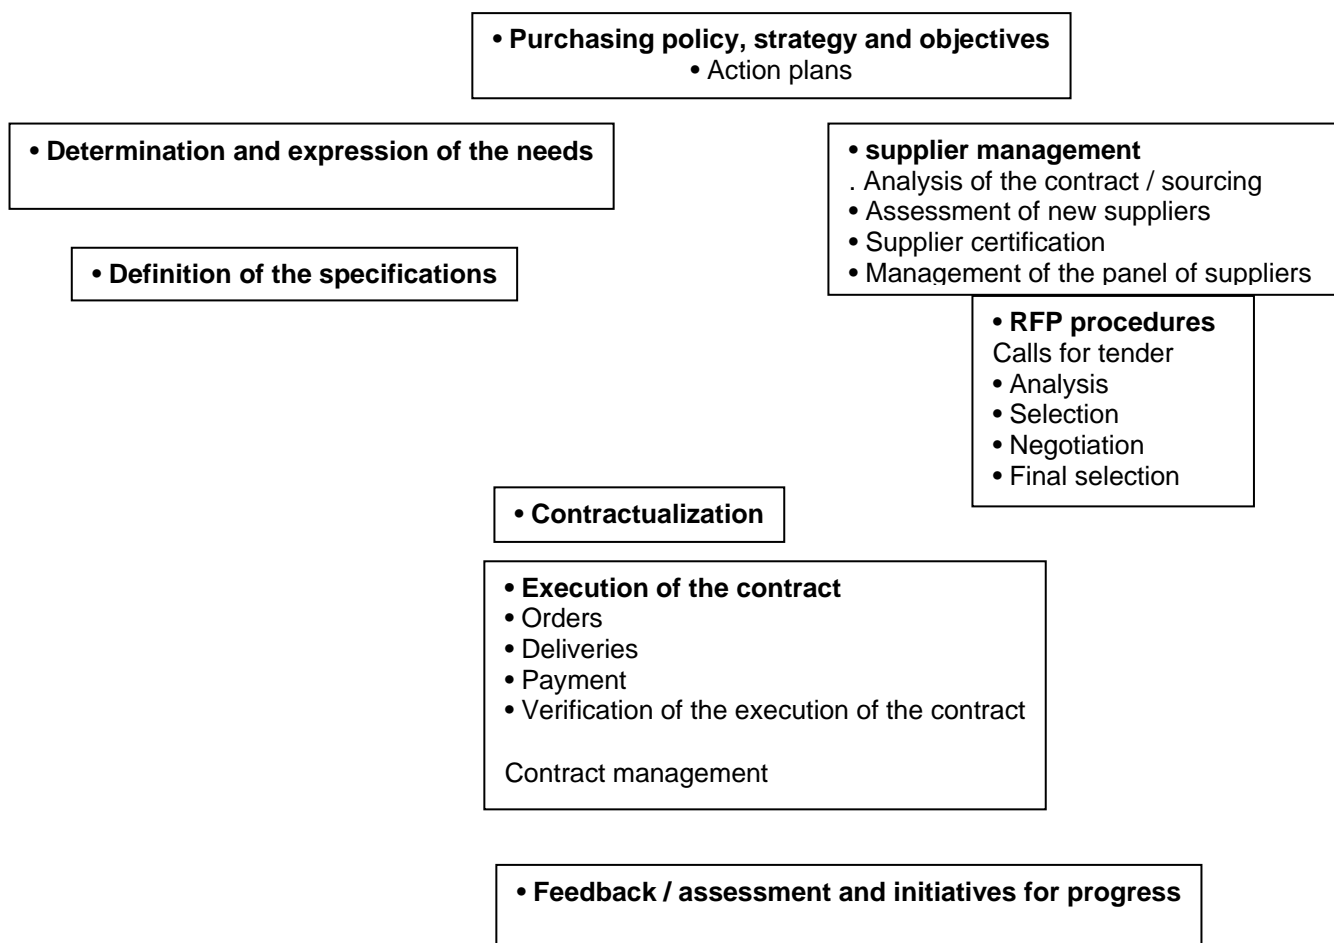 • Purchasing policy, strategy and objectives
• Action plans
• Determination and expression of the needs
• supplier management
. Analysis of the contract / sourcing
• Assessment of new suppliers
• Supplier certification
• Management of the panel of suppliers
• Definition of the specifications
• RFP procedures
Calls for tender
• Analysis
• Selection
• Negotiation
• Final selection
• Contractualization
• Execution of the contract
• Orders
• Deliveries
• Payment
• Verification of the execution of the contract
Contract management
• Feedback / assessment and initiatives for progress